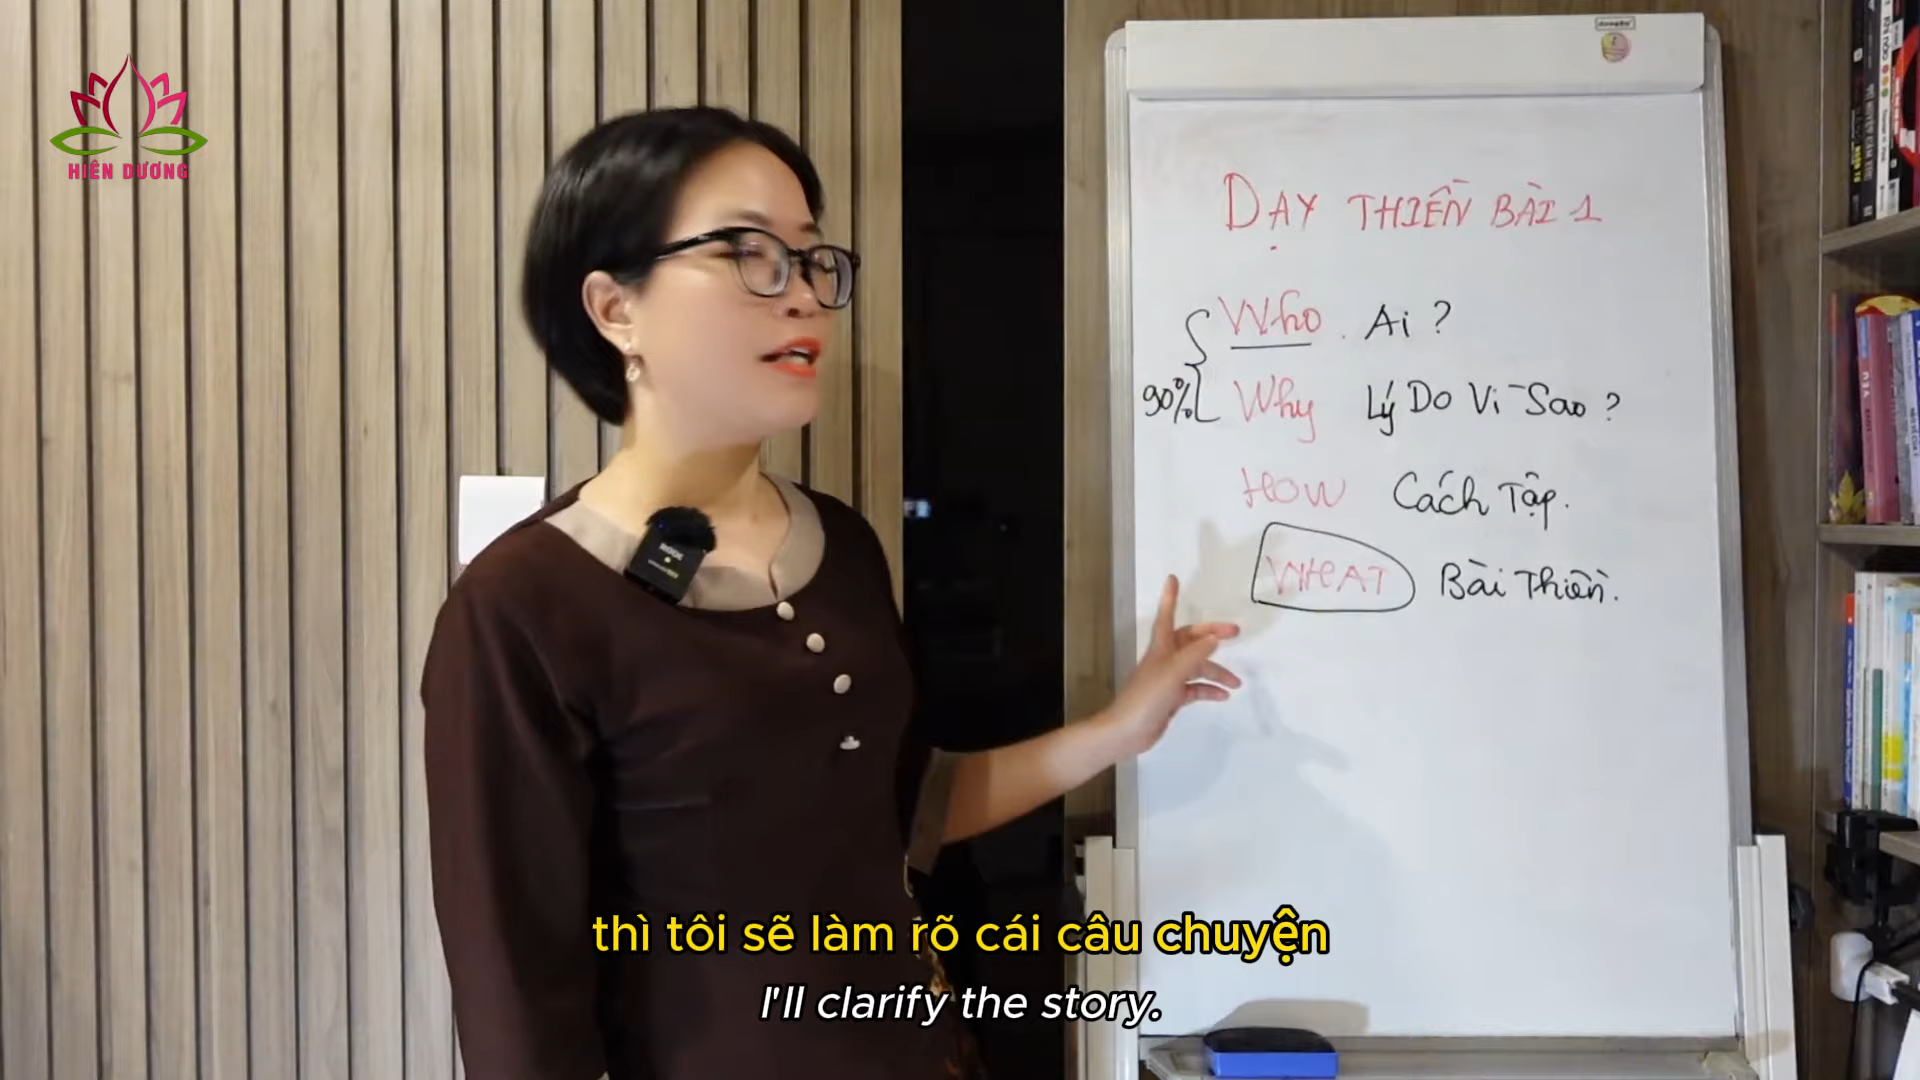 HIÊN DƯƠNG
DẠY THIỀN BÀI 1
Who. Ai ?
90% Why Lý Do Vì Sao ?
HOW Cách Tập.
WHAT Bài Thiền.
thì tôi sẽ làm rõ cái câu chuyện
I'll clarify the story.